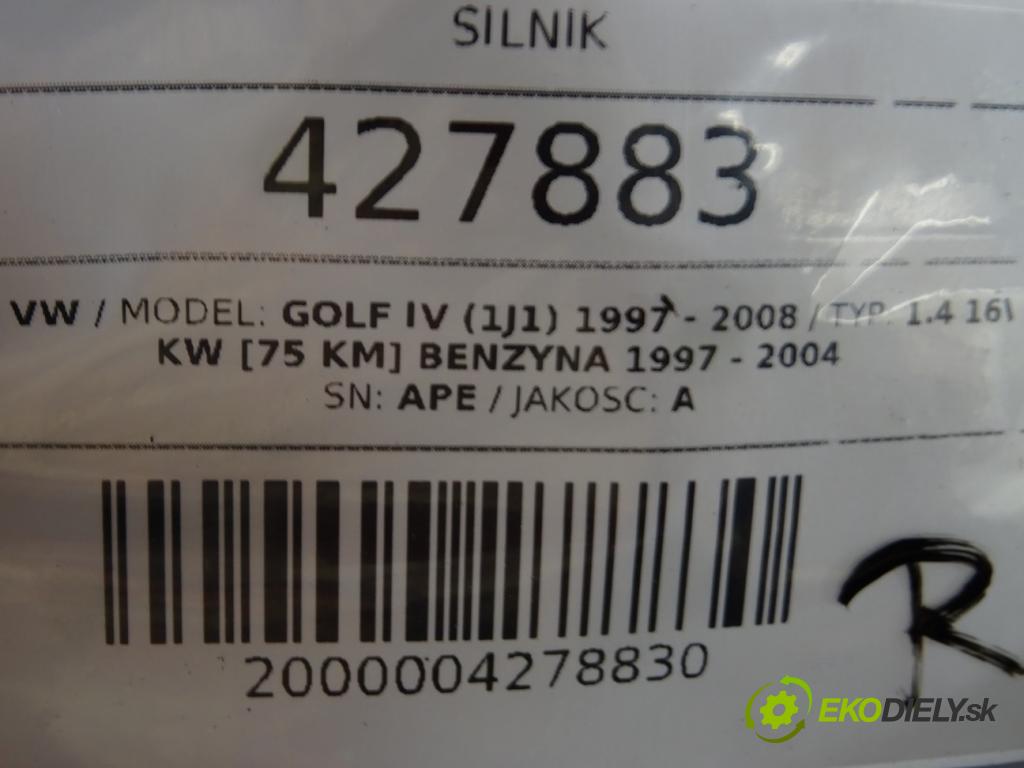 SILNIK
427883
VW / MODEL: GOLF IV (1J1) 1997 - 2008 / TYP: 1.4 16V
KW [75 KM] BENZYNA 1997 - 2004
SN: APE / JAKOSC: A
2000004278830
R
EKODIELY.sk